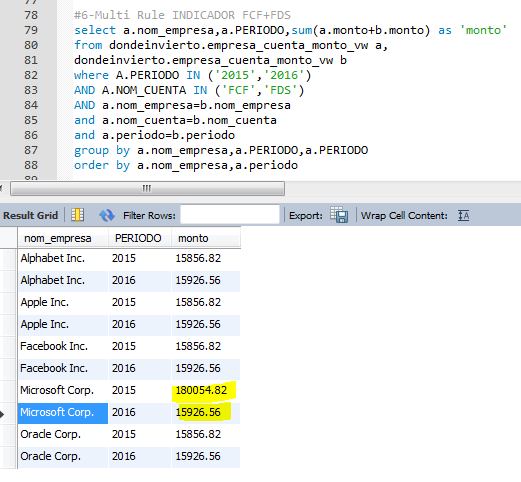 77
78 #6-Multi Rule INDICADOR FCF+FDS
79 select a.nom_empresa,a.PERIODO,sum(a.monto+b.monto) as 'monto'
80 from dondeinvierto.empresa_cuenta_monto_vw a,
81 dondeinvierto.empresa_cuenta_monto_vw b
82 where A.PERIODO IN ('2015','2016')
83 AND A.NOM_CUENTA IN ('FCF','FDS')
84 AND a.nom_empresa=b.nom_empresa
85 and a.nom_cuenta=b.nom_cuenta
86 and a.periodo=b.periodo
87 group by a.nom_empresa,a.PERIODO,a.PERIODO
88 order by a.nom_empresa,a.periodo
89
Result Grid Filter Rows: Export: Wrap Cell Content: IA
nom_empresa PERIODO monto
Alphabet Inc. 2015 15856.82
Alphabet Inc. 2016 15926.56
Apple Inc. 2015 15856.82
Apple Inc. 2016 15926.56
Facebook Inc. 2015 15856.82
Facebook Inc. 2016 15926.56
Microsoft Corp. 2015 180054.82
Microsoft Corp. 2016 15926.56
Oracle Corp. 2015 15856.82
Oracle Corp. 2016 15926.56